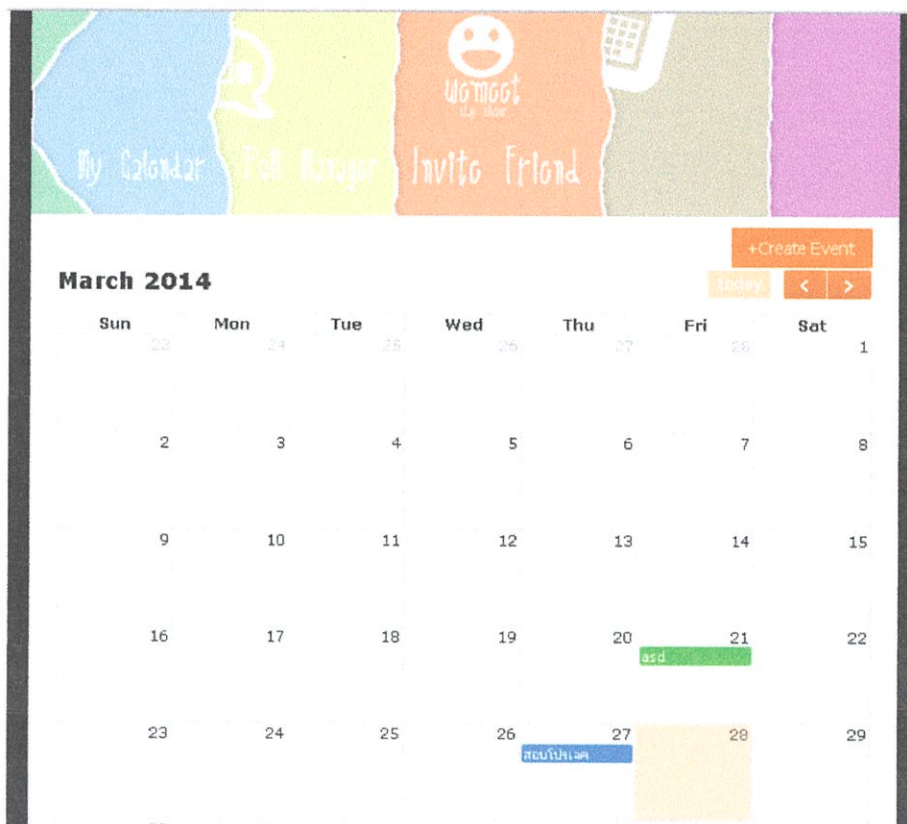 wemeet
My Calendar Poll Manager Invite Friend
+Create Event
March 2014
today < >
Sun Mon Tue Wed Thu Fri Sat
23 24 25 26 27 28 1
2 3 4 5 6 7 8
9 10 11 12 13 14 15
16 17 18 19 20 21 22
asd
23 24 25 26 27 28 29
สอบโปรเจค